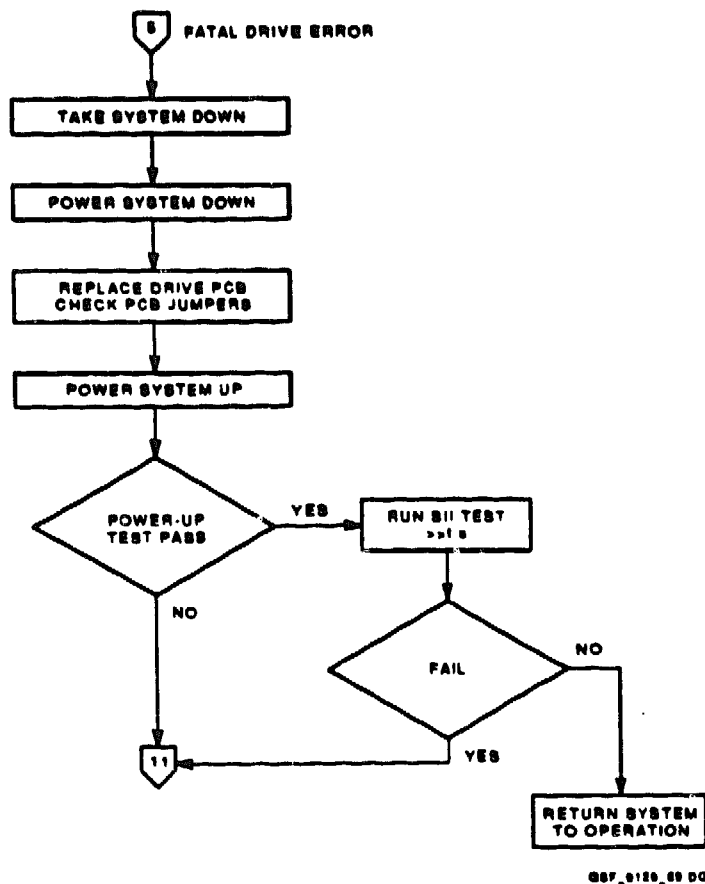 FATAL DRIVE ERROR
TAKE SYSTEM DOWN
POWER SYSTEM DOWN
REPLACE DRIVE PCB
CHECK PCB JUMPERS
POWER SYSTEM UP
POWER-UP
TEST PASS
YES
RUN SII TEST
NO
FAIL
NO
YES
11
RETURN SYSTEM
TO OPERATION